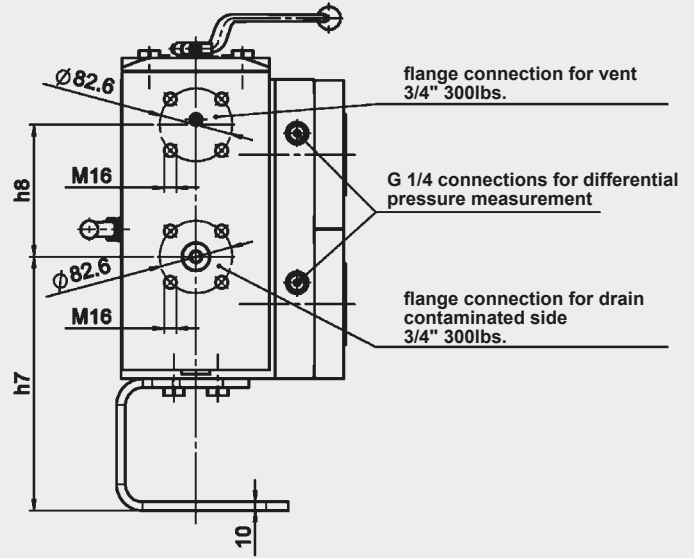 flange connection for vent
3/4" 300lbs.
Ø82.6
h8
M16
G 1/4 connections for differential
pressure measurement
Ø82.6
M16
flange connection for drain
contaminated side
3/4" 300lbs.
h7
10